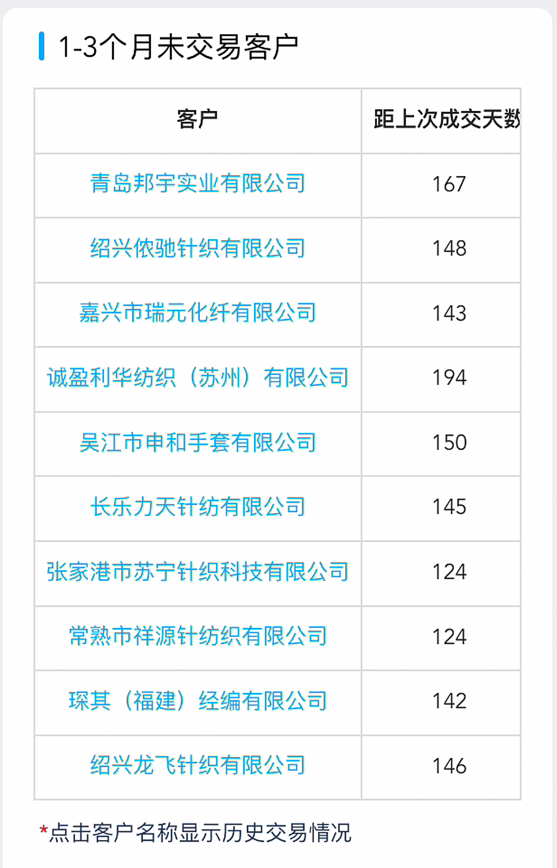 1-3个月未交易客户
客户 距上次成交天数
青岛邦宇实业有限公司 167
绍兴侬驰针织有限公司 148
嘉兴市瑞元化纤有限公司 143
诚盈利华纺织（苏州）有限公司 194
吴江市申和手套有限公司 150
长乐力天针纺有限公司 145
张家港市苏宁针织科技有限公司 124
常熟市祥源针纺织有限公司 124
琛其（福建）经编有限公司 142
绍兴龙飞针织有限公司 146
*点击客户名称显示历史交易情况